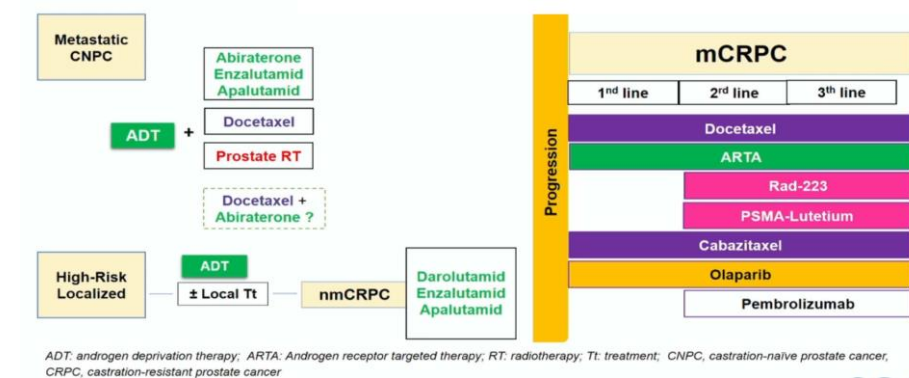 Metastatic
CNPC
Abiraterone
Enzalutamid
Apalutamid
ADT
+
Docetaxel
Prostate RT
Docetaxel +
Abiraterone ?
High-Risk
Localized
ADT
± Local Tt
nmCRPC
Darolutamid
Enzalutamid
Apalutamid
Progression
mCRPC
1nd line
2rd line
3th line
Docetaxel
ARTA
Rad-223
PSMA-Lutetium
Cabazitaxel
Olaparib
Pembrolizumab
ADT: androgen deprivation therapy; ARTA: Androgen receptor targeted therapy; RT: radiotherapy; Tt: treatment; CNPC, castration-naïve prostate cancer,
CRPC, castration-resistant prostate cancer